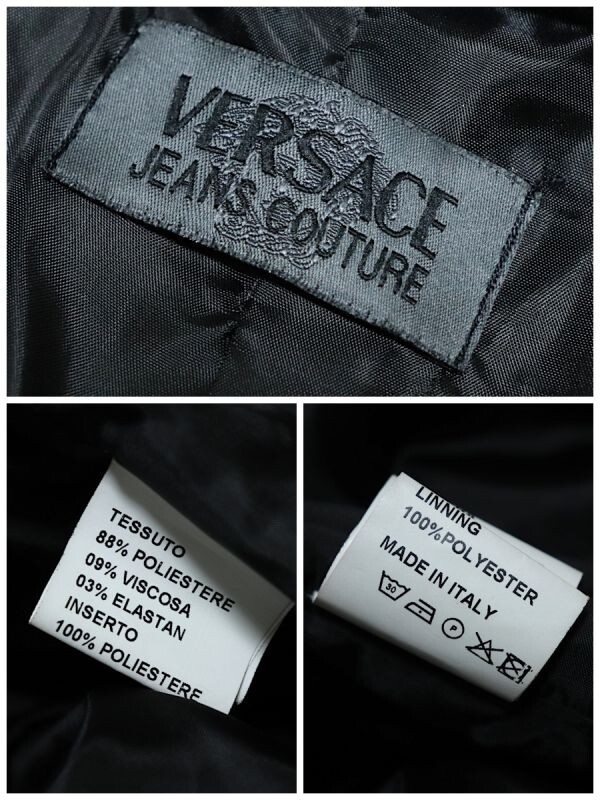 VERSACE
JEANS COUTURE
TESSUTO
88% POLIESTERE
09% VISCOSA
03% ELASTAN
INSERTO
100% POLIESTERE
LINNING
100%POLYESTER
MADE IN ITALY
30 P